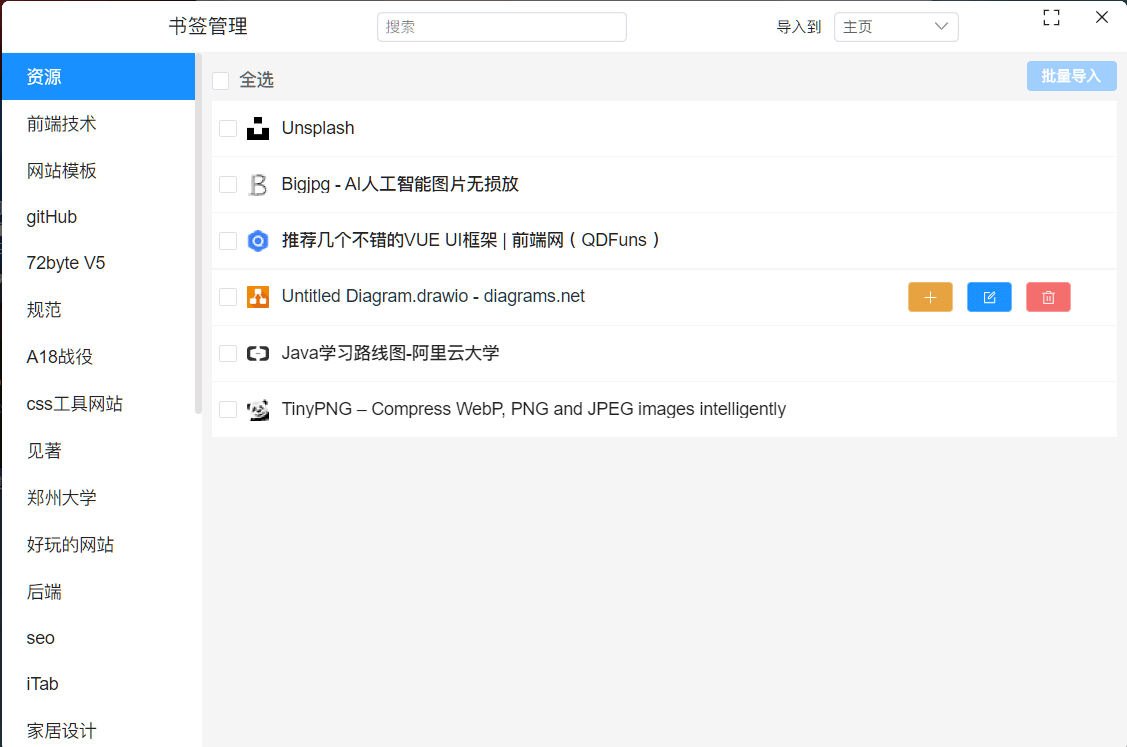 书签管理
搜索
导入到
主页
资源
前端技术
网站模板
gitHub
72byte V5
规范
A18战役
css工具网站
见著
郑州大学
好玩的网站
后端
seo
iTab
家居设计
全选
批量导入
Unsplash
Bigjpg - AI人工智能图片无损放
推荐几个不错的VUE UI框架 | 前端网（QDFuns）
Untitled Diagram.drawio - diagrams.net
Java学习路线图-阿里云大学
TinyPNG – Compress WebP, PNG and JPEG images intelligently